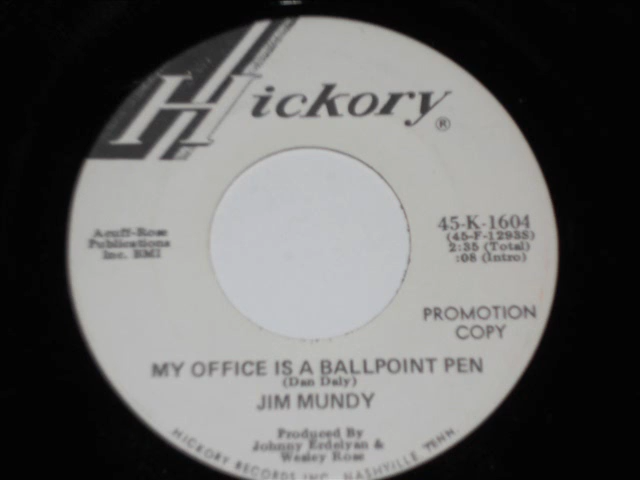 Hickory ®
Acuff-Rose
Publications
Inc. BMI
45-K-1604
(45-F-1293S)
2:35 (Total)
:08 (Intro)
PROMOTION
COPY
MY OFFICE IS A BALLPOINT PEN
(Dan Daly)
JIM MUNDY
Produced By
Johnny Erdelyan &
Wesley Rose
HICKORY RECORDS INC. NASHVILLE TENN.